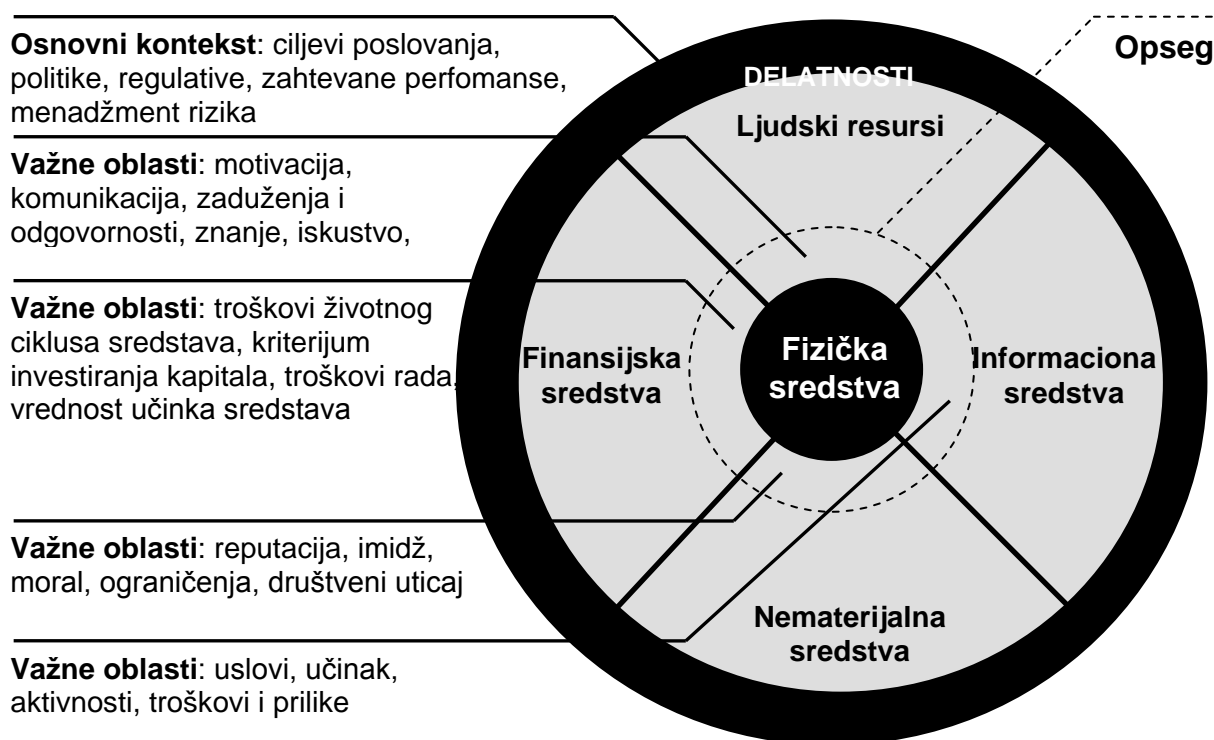 Osnovni kontekst: ciljevi poslovanja,
politike, regulative, zahtevane perfomanse,
menadžment rizika
Važne oblasti: motivacija,
komunikacija, zaduženja i
odgovornosti, znanje, iskustvo,
Važne oblasti: troškovi životnog
ciklusa sredstava, kriterijum
investiranja kapitala, troškovi rada,
vrednost učinka sredstava
Važne oblasti: reputacija, imidž,
moral, ograničenja, društveni uticaj
Važne oblasti: uslovi, učinak,
aktivnosti, troškovi i prilike
DELATNOSTI
Ljudski resursi
Finansijska
sredstva
Fizička
sredstva
Informaciona
sredstva
Nematerijalna
sredstva
Opseg